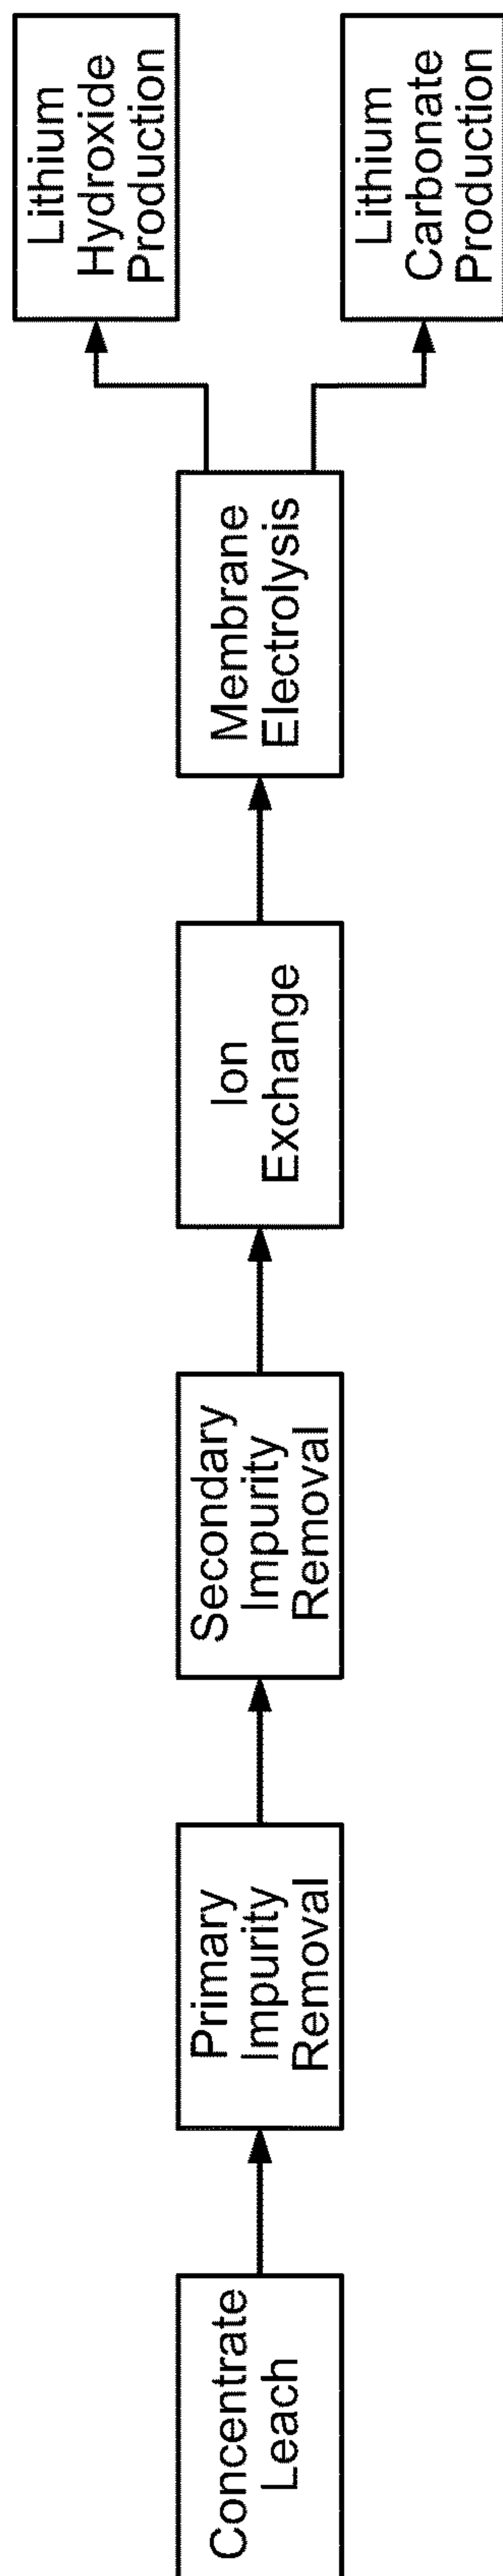 Concentrate
Leach
Primary
Impurity
Removal
Secondary
Impurity
Removal
Ion
Exchange
Membrane
Electrolysis
Lithium
Hydroxide
Production
Lithium
Carbonate
Production